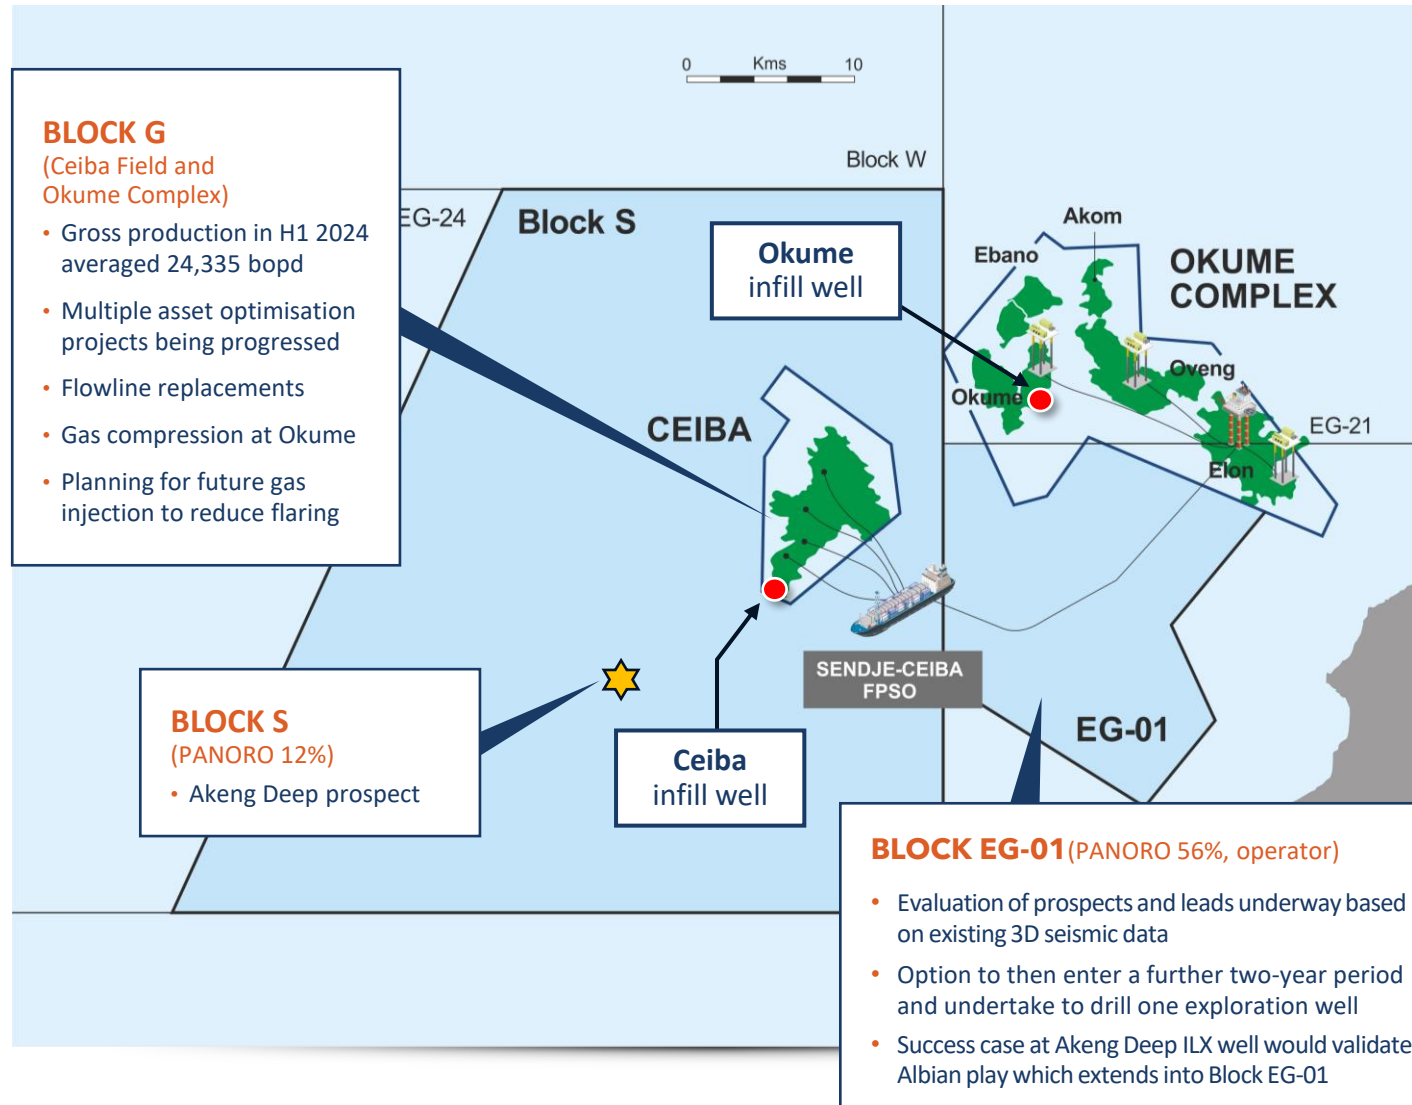 0 Kms 10
BLOCK G
(Ceiba Field and
Okume Complex)
• Gross production in H1 2024
averaged 24,335 bopd
• Multiple asset optimisation
projects being progressed
• Flowline replacements
• Gas compression at Okume
• Planning for future gas
injection to reduce flaring
Block W
EG-24
Block S
Okume
infill well
Akom
Ebano
OKUME
COMPLEX
Oveng
Okume
EG-21
Elon
CEIBA
SENDJE-CEIBA
FPSO
EG-01
BLOCK S
(PANORO 12%)
• Akeng Deep prospect
Ceiba
infill well
BLOCK EG-01 (PANORO 56%, operator)
• Evaluation of prospects and leads underway based
on existing 3D seismic data
• Option to then enter a further two-year period
and undertake to drill one exploration well
• Success case at Akeng Deep ILX well would validate
Albian play which extends into Block EG-01